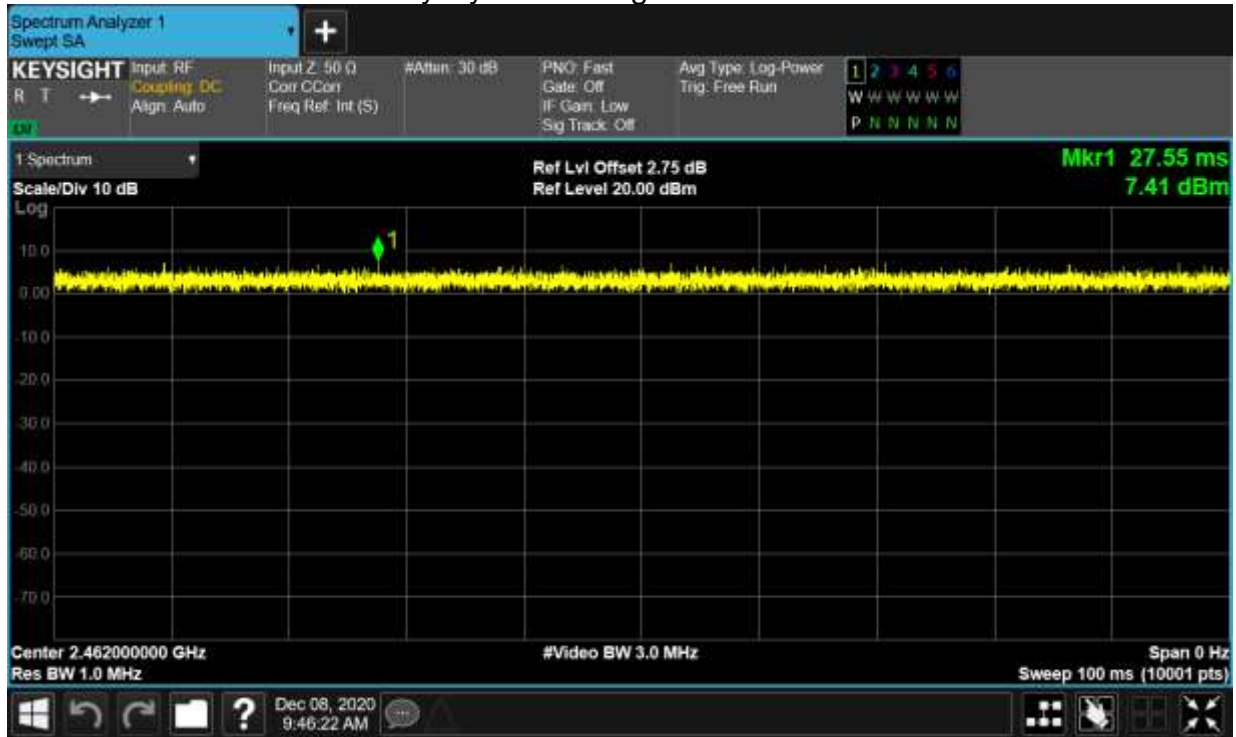 Spectrum Analyzer 1
Swept SA
+
KEYSIGHT
R T
Input: RF
Coupling: DC
Align: Auto
Input Z: 50 Ω
Corr CCorr
Freq Ref: Int (S)
#Atten: 30 dB
PNO: Fast
Gate: Off
IF Gain: Low
Sig Track: Off
Avg Type: Log-Power
Trig: Free Run
1 2 3 4 5 6
W W W W W W
P N N N N N
1 Spectrum
Scale/Div 10 dB
Log
Ref Lvl Offset 2.75 dB
Ref Level 20.00 dBm
Mkr1 27.55 ms
7.41 dBm
1
10.0
0.00
-10.0
-20.0
-30.0
-40.0
-50.0
-60.0
-70.0
Center 2.462000000 GHz
Res BW 1.0 MHz
#Video BW 3.0 MHz
Span 0 Hz
Sweep 100 ms (10001 pts)
?
Dec 08, 2020
9:46:22 AM